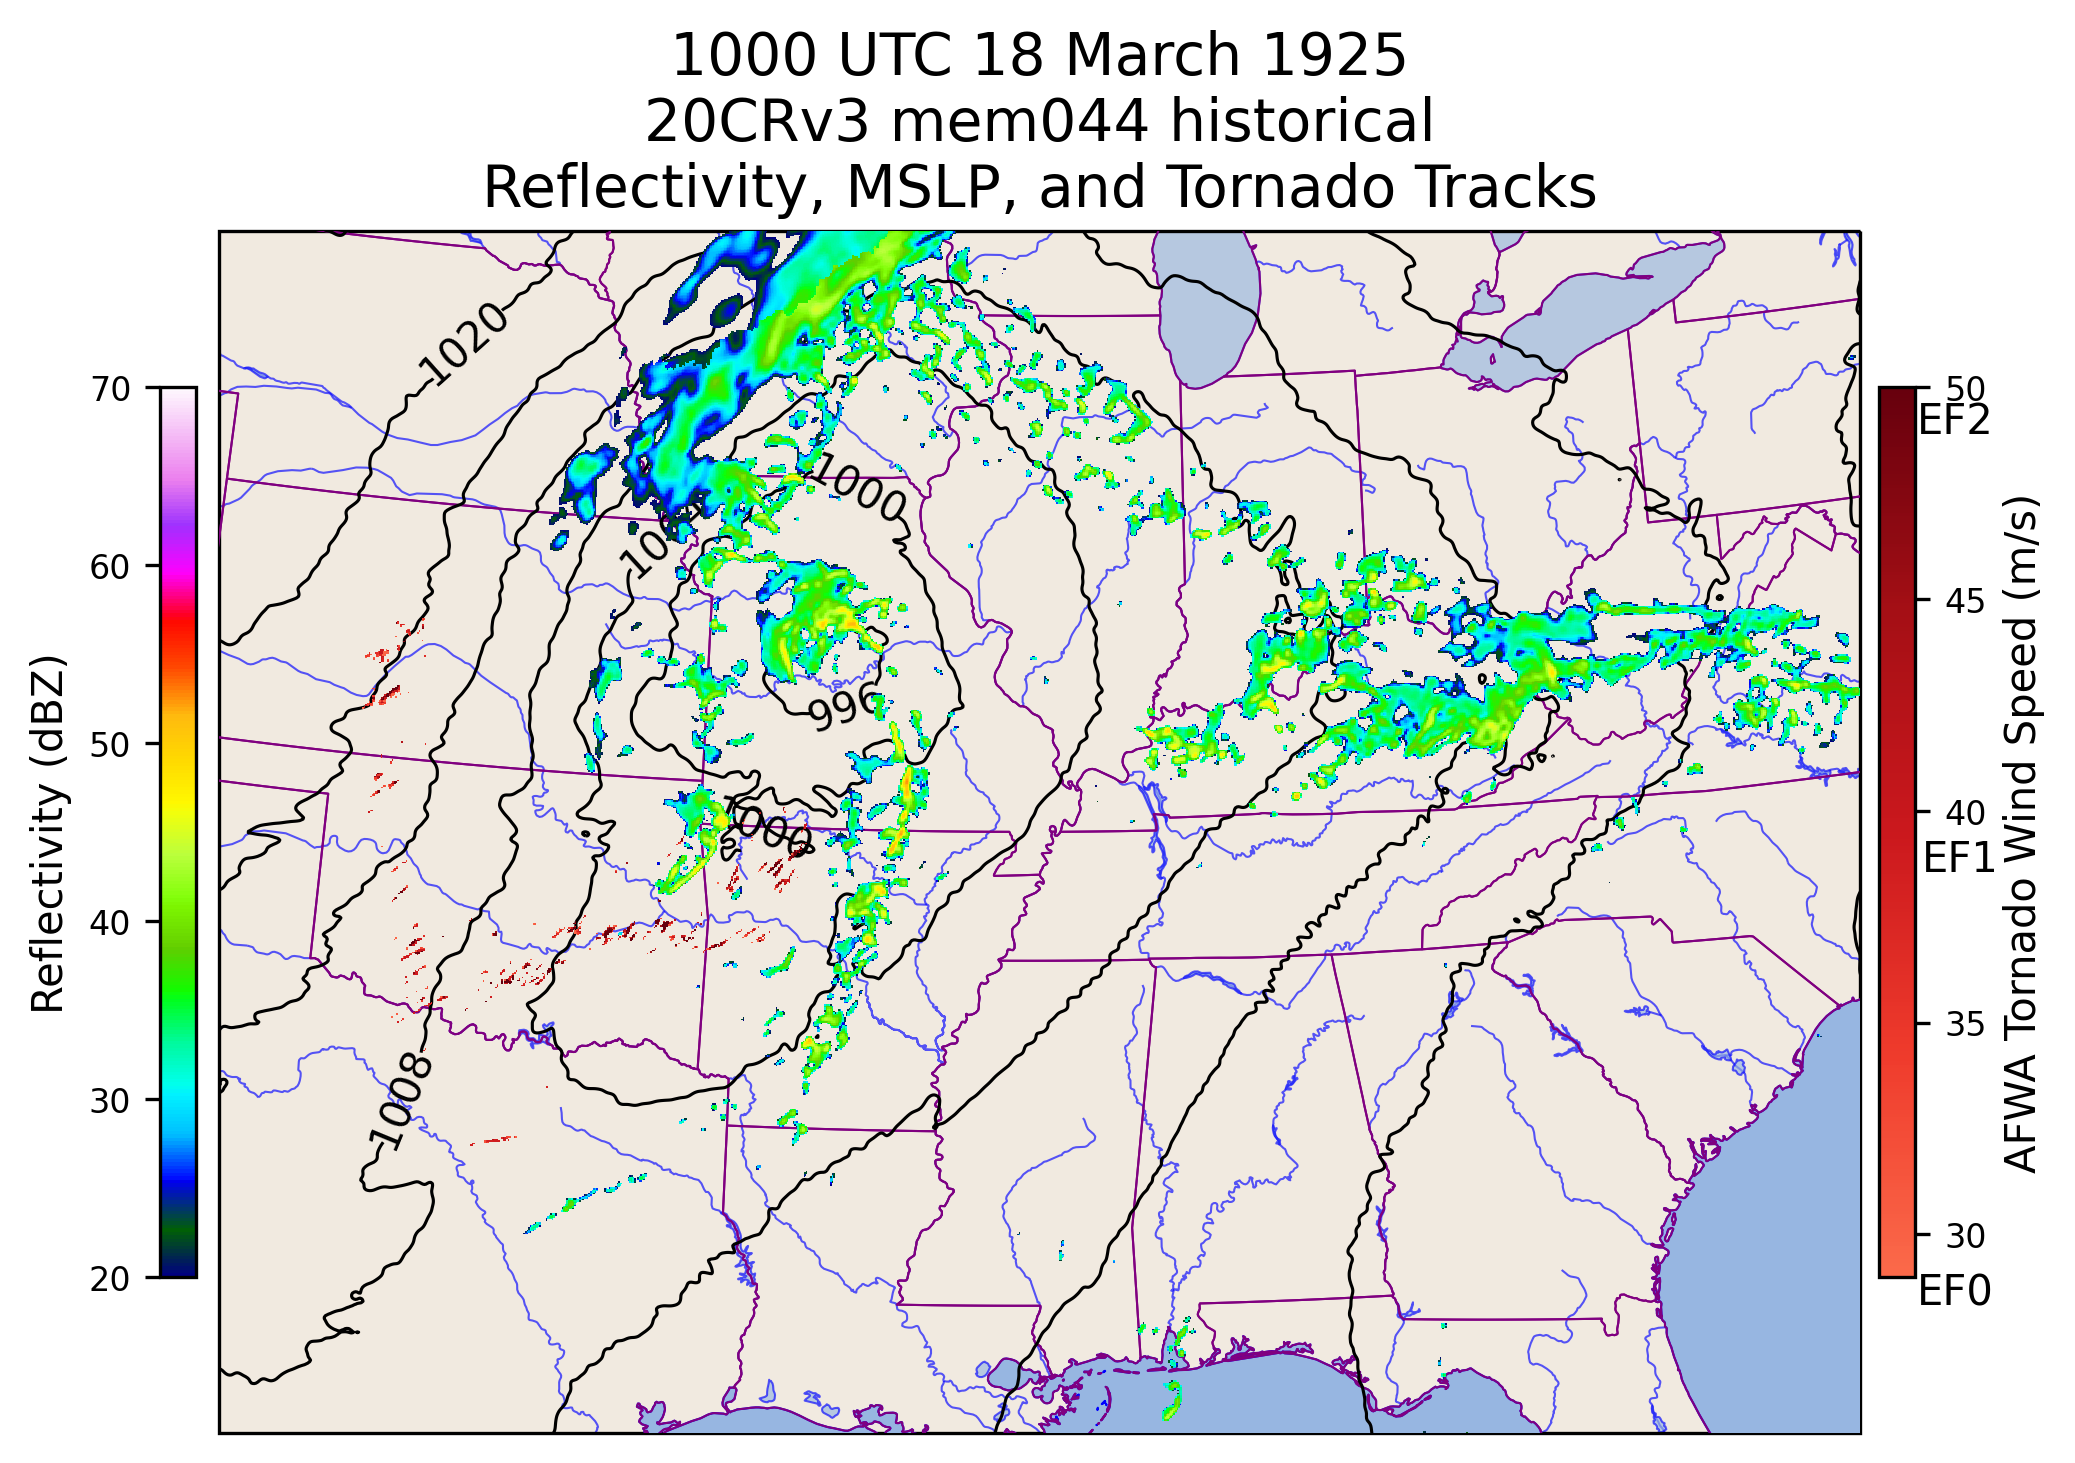 1000 UTC 18 March 1925
20CRv3 mem044 historical
Reflectivity, MSLP, and Tornado Tracks
Reflectivity (dBZ)
70
60
50
40
30
20
1020
1000
996
1000
1008
50
EF2
45
40
EF1
35
30
EF0
AFWA Tornado Wind Speed (m/s)